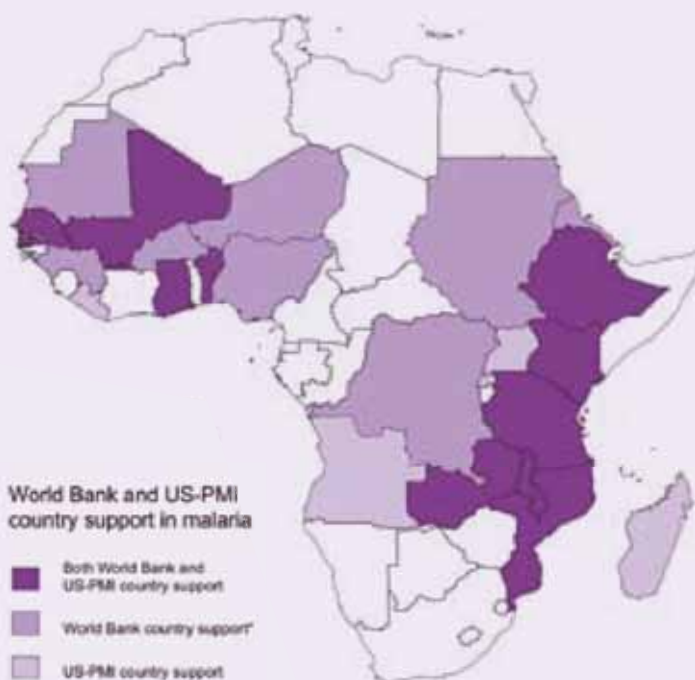 World Bank and US-PMI
country support in malaria
Both World Bank and
US-PMI country support
World Bank country support*
US-PMI country support